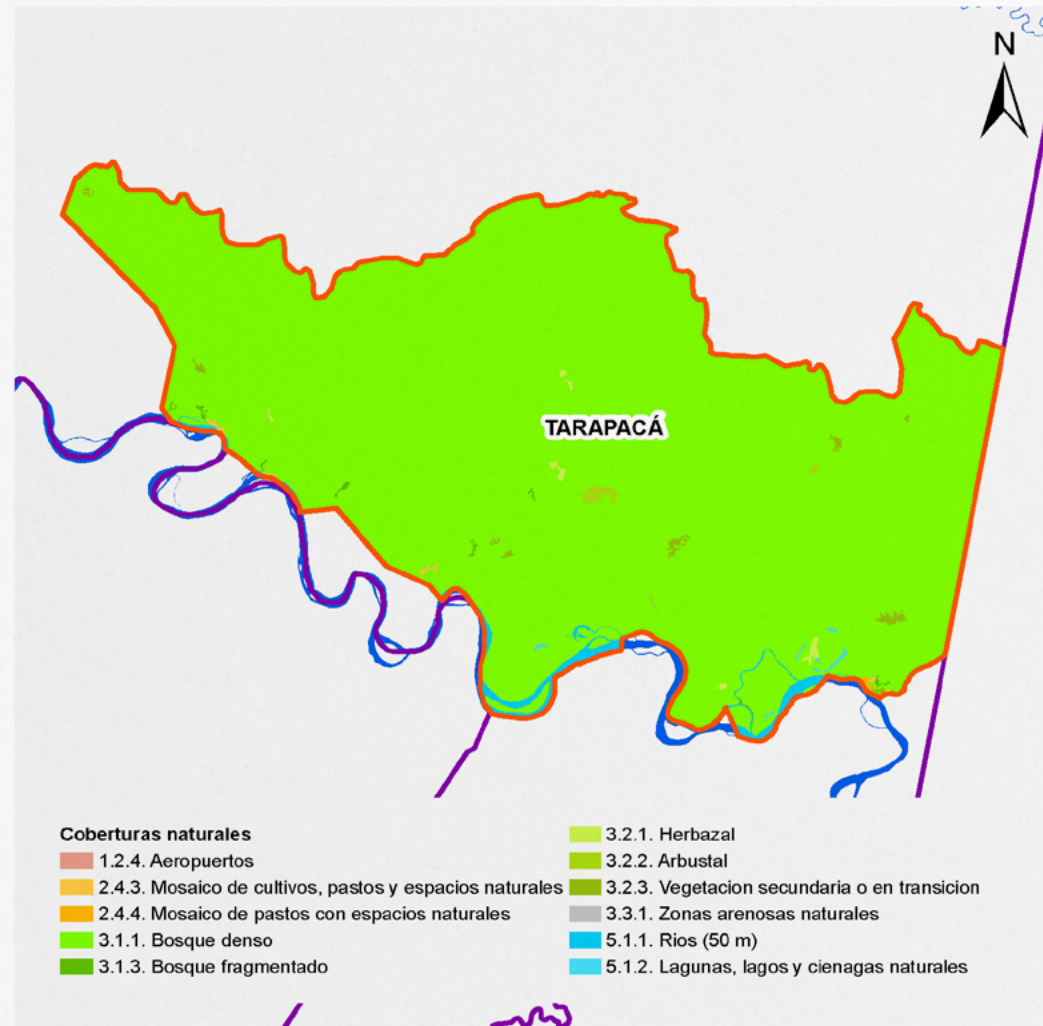 N
TARAPACÁ
Coberturas naturales
1.2.4. Aeropuertos
2.4.3. Mosaico de cultivos, pastos y espacios naturales
2.4.4. Mosaico de pastos con espacios naturales
3.1.1. Bosque denso
3.1.3. Bosque fragmentado
3.2.1. Herbazal
3.2.2. Arbustal
3.2.3. Vegetacion secundaria o en transicion
3.3.1. Zonas arenosas naturales
5.1.1. Rios (50 m)
5.1.2. Lagunas, lagos y cienagas naturales